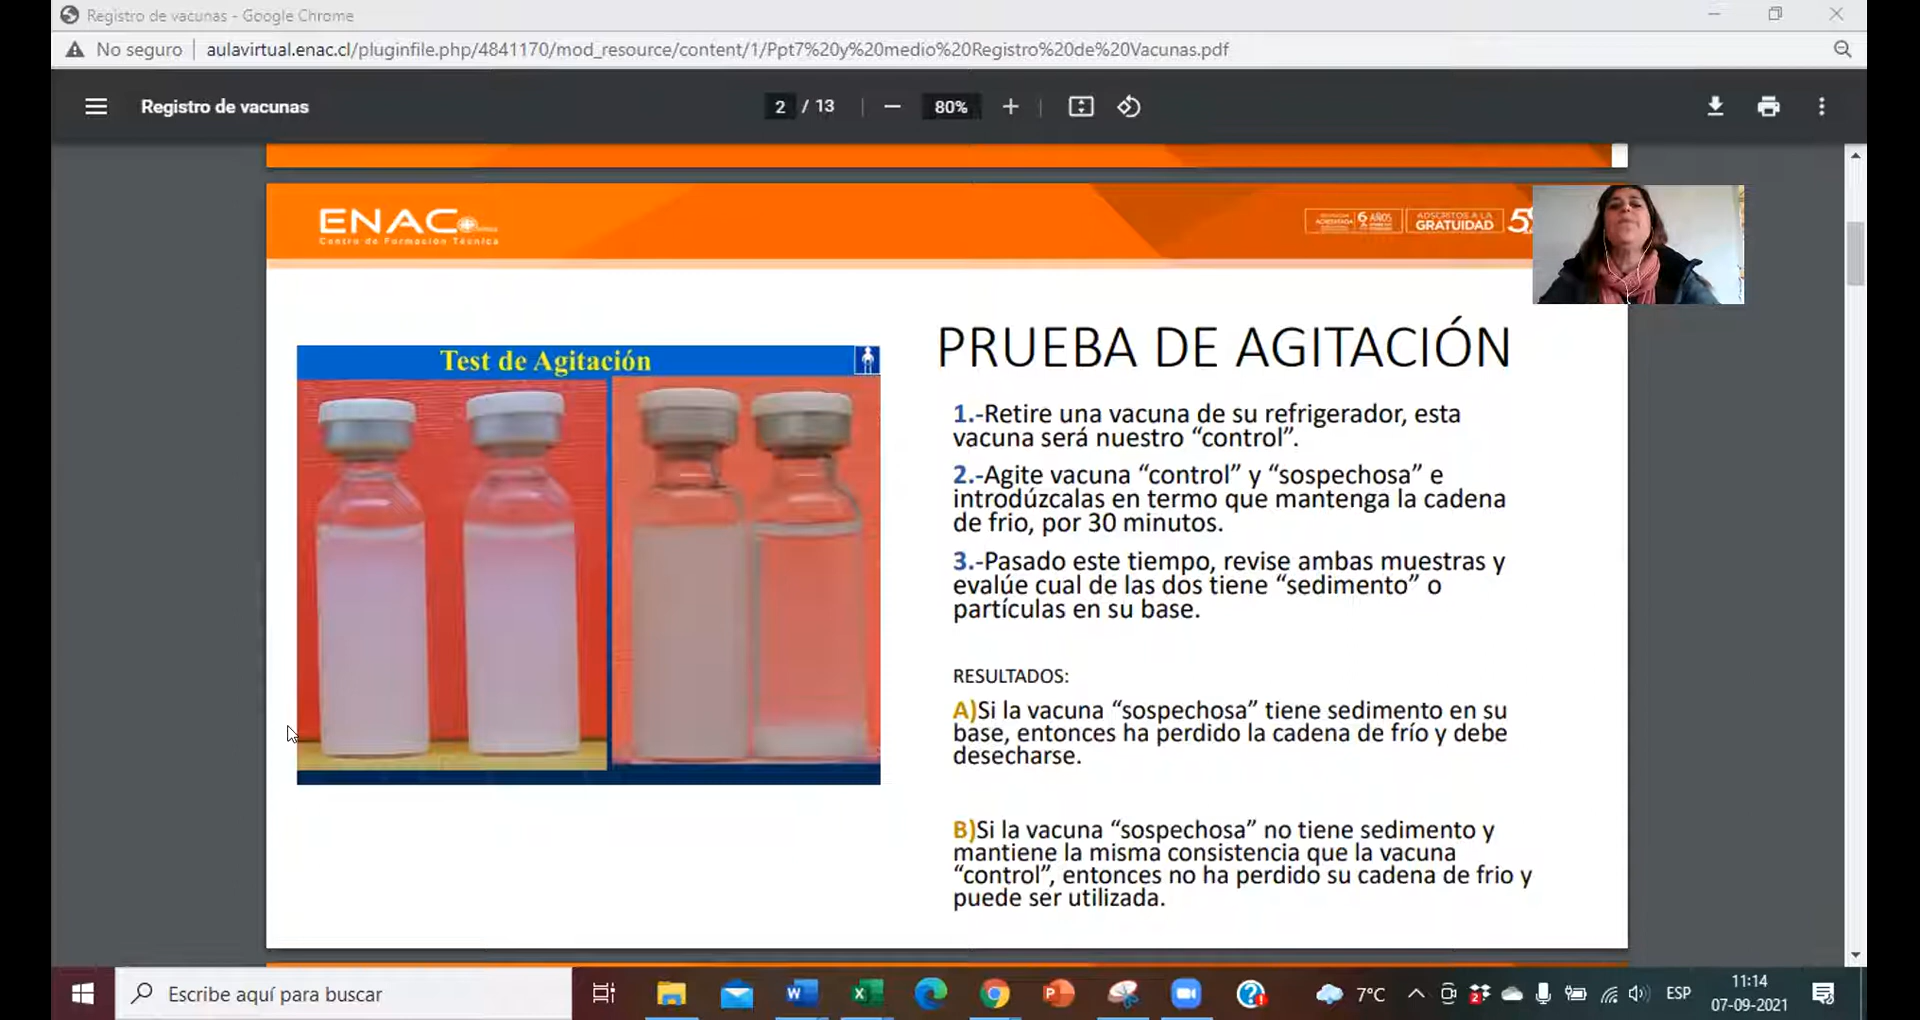 Registro de vacunas - Google Chrome
No seguro
aulavirtual.enac.cl/pluginfile.php/4841170/mod_resource/content/1/Ppt7%20y%20medio%20Registro%20de%20Vacunas.pdf
Registro de vacunas
2 / 13
80%
ENAC
Centro de Formación Técnica
ACREDITADA
6 AÑOS
ADSCRITOS A LA
GRATUIDAD
Test de Agitación
PRUEBA DE AGITACIÓN
1.-Retire una vacuna de su refrigerador, esta
vacuna será nuestro “control”.
2.-Agite vacuna “control” y “sospechosa” e
introdúzcalas en termo que mantenga la cadena
de frio, por 30 minutos.
3.-Pasado este tiempo, revise ambas muestras y
evalúe cual de las dos tiene “sedimento” o
partículas en su base.
RESULTADOS:
A)Si la vacuna “sospechosa” tiene sedimento en su
base, entonces ha perdido la cadena de frío y debe
desecharse.
B)Si la vacuna “sospechosa” no tiene sedimento y
mantiene la misma consistencia que la vacuna
“control”, entonces no ha perdido su cadena de frio y
puede ser utilizada.
Escribe aquí para buscar
7°C
ESP
11:14
07-09-2021